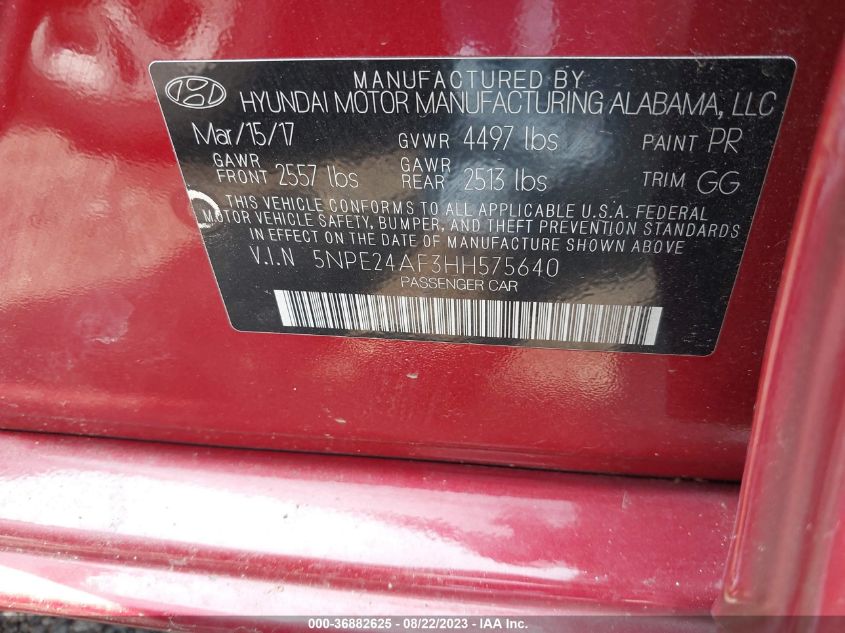 MANUFACTURED BY
HYUNDAI MOTOR MANUFACTURING ALABAMA, LLC
Mar/15/17 GVWR 4497 lbs PAINT PR
GAWR FRONT 2557 lbs GAWR REAR 2513 lbs TRIM GG
THIS VEHICLE CONFORMS TO ALL APPLICABLE U.S.A. FEDERAL
MOTOR VEHICLE SAFETY, BUMPER, AND THEFT PREVENTION STANDARDS
IN EFFECT ON THE DATE OF MANUFACTURE SHOWN ABOVE
V.I.N 5NPE24AF3HH575640
PASSENGER CAR
000-36882625 - 08/22/2023 - IAA Inc.